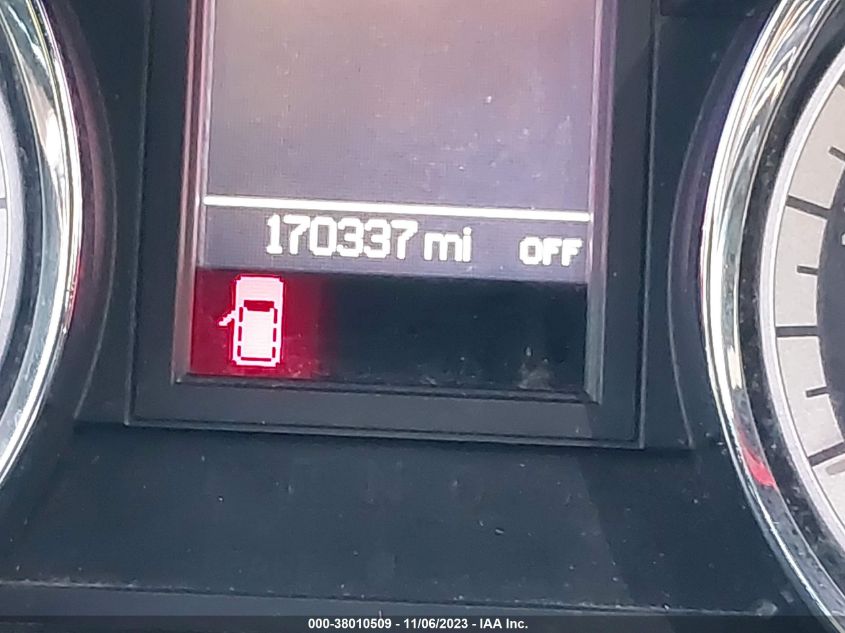 170337 mi OFF
000-38010509 - 11/06/2023 - IAA Inc.